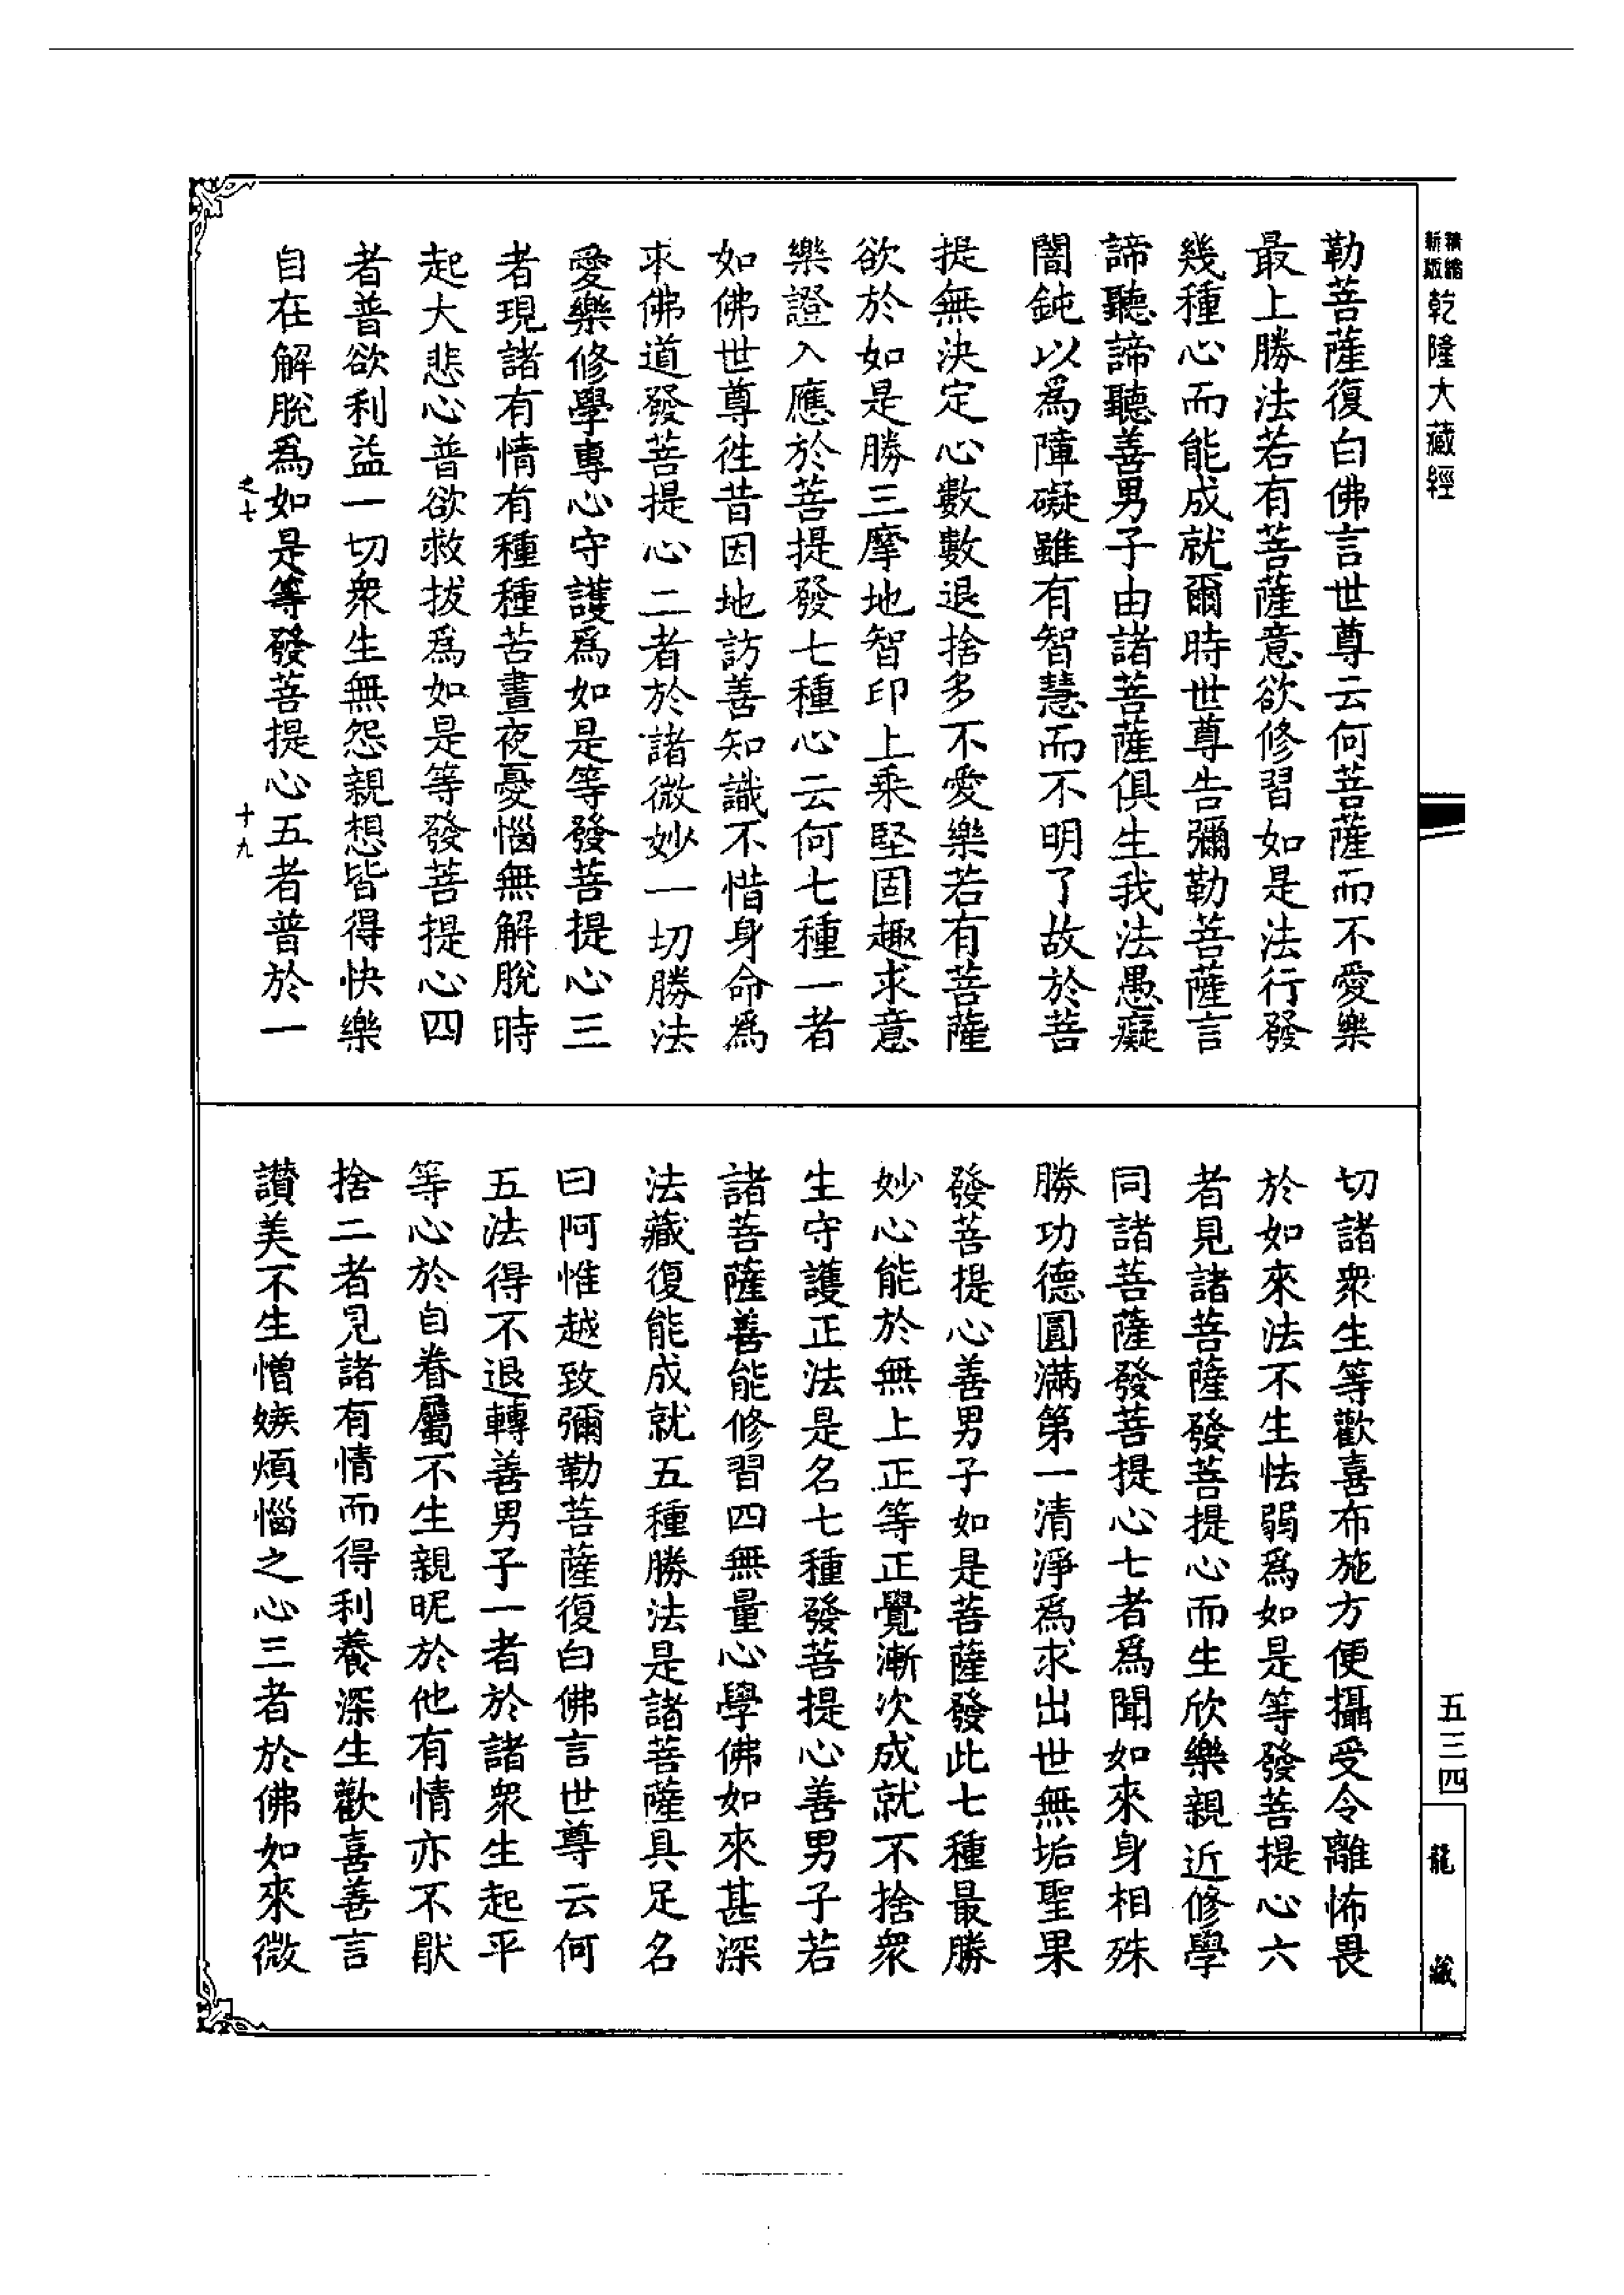 精縮
新版
乾隆大藏經
勒菩薩復白佛言世尊云何菩薩而不愛樂
最上勝法若有菩薩意欲修習如是法行發
幾種心而能成就爾時世尊告彌勒菩薩言
諦聽諦聽善男子由諸菩薩俱生我法愚癡
闇鈍以爲障礙雖有智慧而不明了故於菩
提無決定心數數退捨多不愛樂若有菩薩
欲於如是勝三摩地智印上乘堅固趣求意
樂證入應於菩提發七種心云何七種一者
如佛世尊徃昔因地訪善知識不惜身命爲
求佛道發菩提心二者於諸微妙一切勝法
愛樂修學專心守護爲如是等發菩提心三
者現諸有情有種種苦晝夜憂惱無解脫時
起大悲心普欲救拔爲如是等發菩提心四
者普欲利益一切衆生無怨親想皆得快樂
自在解脫爲如是等發菩提心五者普於一
之七
十九
切諸衆生等歡喜布施方便攝受令離怖畏
於如來法不生怯弱爲如是等發菩提心六
者見諸菩薩發菩提心而生欣樂親近修學
同諸菩薩發菩提心七者爲聞如來身相殊
勝功德圓滿第一清淨爲求出世無垢聖果
發菩提心善男子如是菩薩發此七種最勝
妙心能於無上正等正覺漸次成就不捨衆
生守護正法是名七種發菩提心善男子若
諸菩薩善能修習四無量心學佛如來甚深
法藏復能成就五種勝法是諸菩薩具足名
曰阿惟越致彌勒菩薩復白佛言世尊云何
五法得不退轉善男子一者於諸衆生起平
等心於自眷屬不生親昵於他有情亦不厭
捨二者見諸有情而得利養深生歡喜善言
讚美不生憎嫉煩惱之心三者於佛如來微
五三四
龍藏